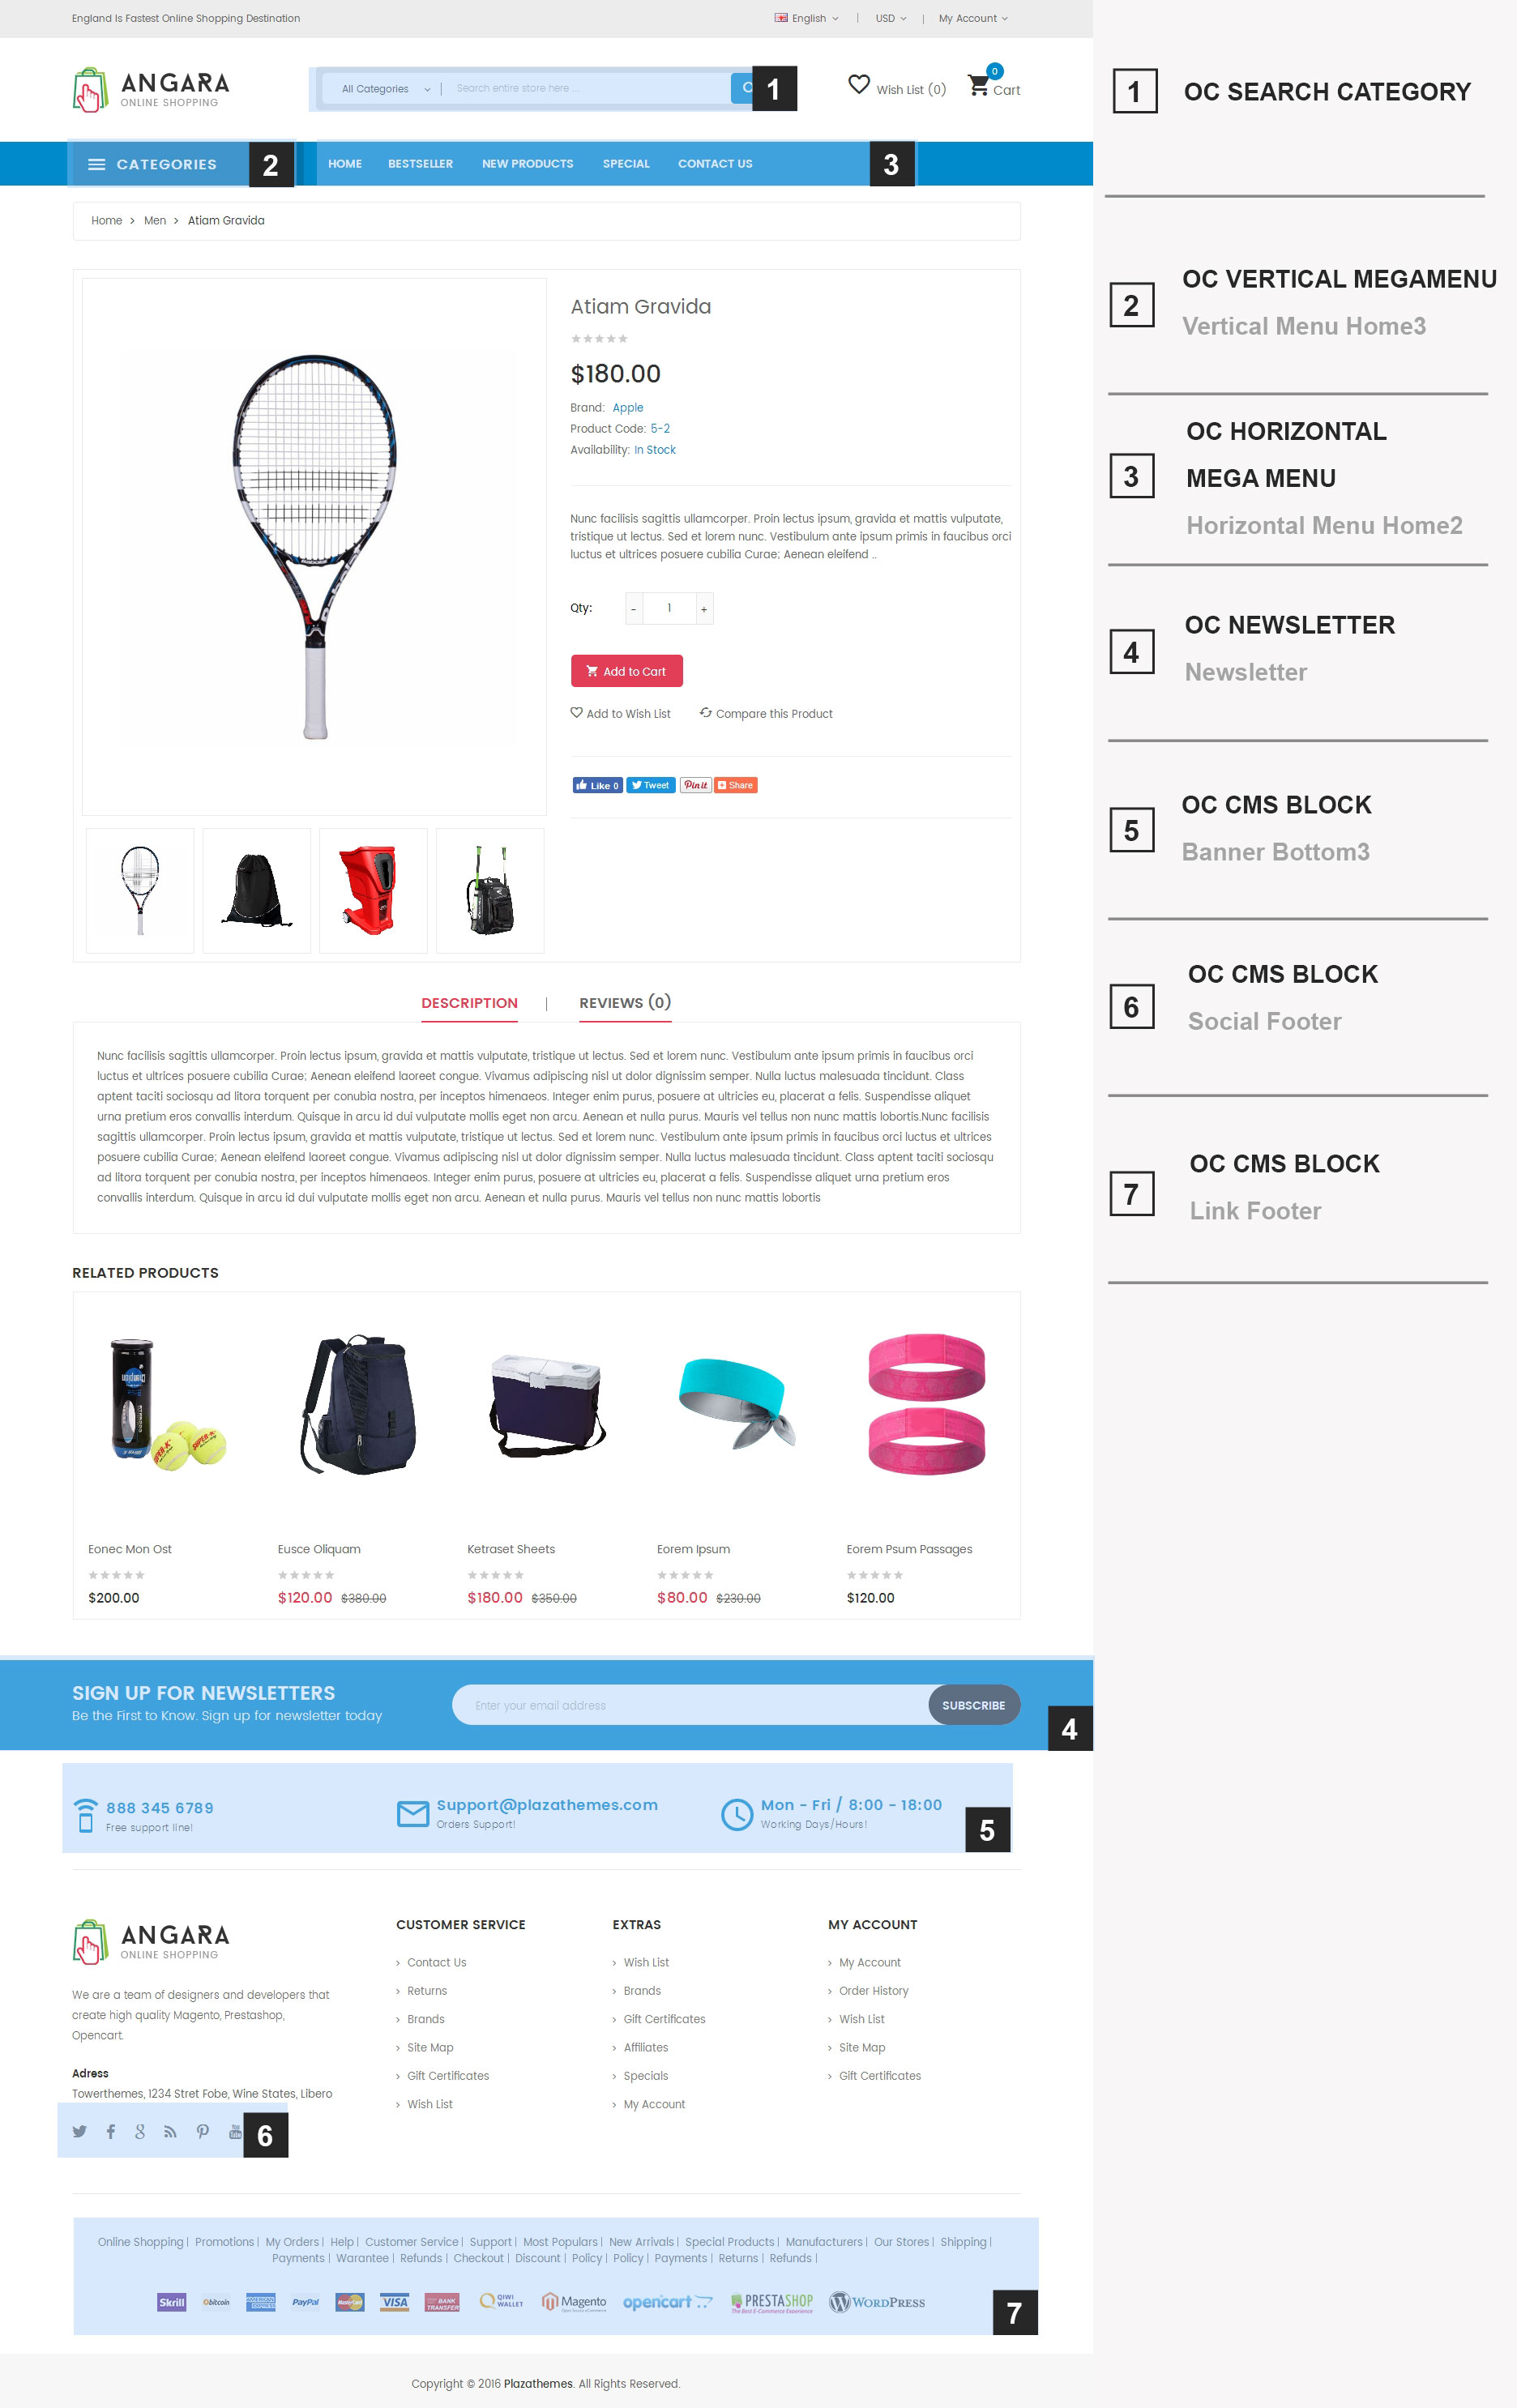 England Is Fastest Online Shopping Destination
English
USD
My Account
ANGARA
ONLINE SHOPPING
All Categories
Search entire store here ...
1
Wish List (0)
0
Cart
CATEGORIES
2
HOME
BESTSELLER
NEW PRODUCTS
SPECIAL
CONTACT US
3
Home > Men > Atiam Gravida
Atiam Gravida
$180.00
Brand: Apple
Product Code: 5-2
Availability: In Stock
Nunc facilisis sagittis ullamcorper. Proin lectus ipsum, gravida et mattis vulputate,
tristique ut lectus. Sed et lorem nunc. Vestibulum ante ipsum primis in faucibus orci
luctus et ultrices posuere cubilia Curae; Aenean eleifend ..
Qty:
- 1 +
Add to Cart
Add to Wish List
Compare this Product
Like 0
Tweet
Pin it
Share
DESCRIPTION | REVIEWS (0)
Nunc facilisis sagittis ullamcorper. Proin lectus ipsum, gravida et mattis vulputate, tristique ut lectus. Sed et lorem nunc. Vestibulum ante ipsum primis in faucibus orci
luctus et ultrices posuere cubilia Curae; Aenean eleifend laoreet congue. Vivamus adipiscing nisl ut dolor dignissim semper. Nulla luctus malesuada tincidunt. Class
aptent taciti sociosqu ad litora torquent per conubia nostra, per inceptos himenaeos. Integer enim purus, posuere at ultricies eu, placerat a felis. Suspendisse aliquet
urna pretium eros convallis interdum. Quisque in arcu id dui vulputate mollis eget non arcu. Aenean et nulla purus. Mauris vel tellus non nunc mattis lobortis.Nunc facilisis
sagittis ullamcorper. Proin lectus ipsum, gravida et mattis vulputate, tristique ut lectus. Sed et lorem nunc. Vestibulum ante ipsum primis in faucibus orci luctus et ultrices
posuere cubilia Curae; Aenean eleifend laoreet congue. Vivamus adipiscing nisl ut dolor dignissim semper. Nulla luctus malesuada tincidunt. Class aptent taciti sociosqu
ad litora torquent per conubia nostra, per inceptos himenaeos. Integer enim purus, posuere at ultricies eu, placerat a felis. Suspendisse aliquet urna pretium eros
convallis interdum. Quisque in arcu id dui vulputate mollis eget non arcu. Aenean et nulla purus. Mauris vel tellus non nunc mattis lobortis
RELATED PRODUCTS
Eonec Mon Ost
$200.00
Eusce Oliquam
$120.00 $380.00
Ketraset Sheets
$180.00 $350.00
Eorem Ipsum
$80.00 $230.00
Eorem Psum Passages
$120.00
SIGN UP FOR NEWSLETTERS
Be the First to Know. Sign up for newsletter today
Enter your email address
SUBSCRIBE
4
888 345 6789
Free support line!
Support@plazathemes.com
Orders Support!
Mon - Fri / 8:00 - 18:00
Working Days/Hours!
5
ANGARA
ONLINE SHOPPING
We are a team of designers and developers that
create high quality Magento, Prestashop,
Opencart.
Adress
Towerthemes, 1234 Stret Fobe, Wine States, Libero
6
CUSTOMER SERVICE
Contact Us
Returns
Brands
Site Map
Gift Certificates
Wish List
EXTRAS
Wish List
Brands
Gift Certificates
Affiliates
Specials
My Account
MY ACCOUNT
My Account
Order History
Wish List
Site Map
Gift Certificates
Online Shopping | Promotions | My Orders | Help | Customer Service | Support | Most Populars | New Arrivals | Special Products | Manufacturers | Our Stores | Shipping |
Payments | Warantee | Refunds | Checkout | Discount | Policy | Policy | Payments | Returns | Refunds |
Skrill
bitcoin
AMERICAN EXPRESS
PayPal
MasterCard
VISA
BANK TRANSFER
QIWI WALLET
Magento
opencart
PRESTASHOP
The Best E-Commerce Experience
WORDPRESS
7
Copyright © 2016 Plazathemes. All Rights Reserved.
1
OC SEARCH CATEGORY
2
OC VERTICAL MEGAMENU
Vertical Menu Home3
3
OC HORIZONTAL
MEGA MENU
Horizontal Menu Home2
4
OC NEWSLETTER
Newsletter
5
OC CMS BLOCK
Banner Bottom3
6
OC CMS BLOCK
Social Footer
7
OC CMS BLOCK
Link Footer